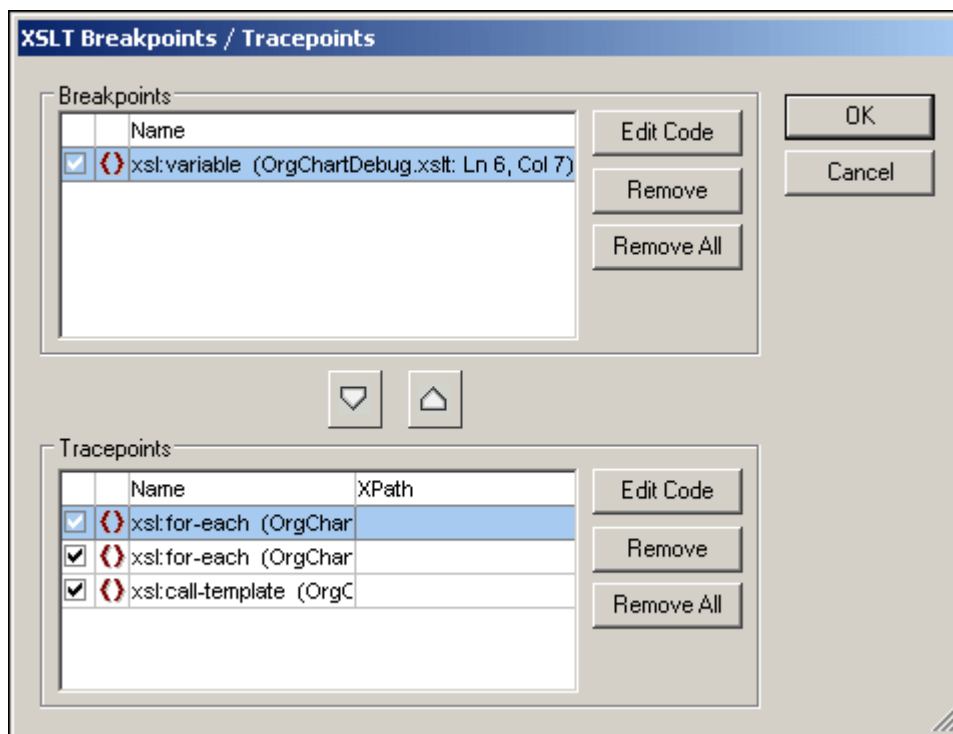 XSLT Breakpoints / Tracepoints
Breakpoints
Name
xsl:variable (OrgChartDebug.xslt: Ln 6, Col 7)
Edit Code
Remove
Remove All
OK
Cancel
Tracepoints
Name XPath
xsl:for-each (OrgChar
xsl:for-each (OrgChar
xsl:call-template (OrgC
Edit Code
Remove
Remove All